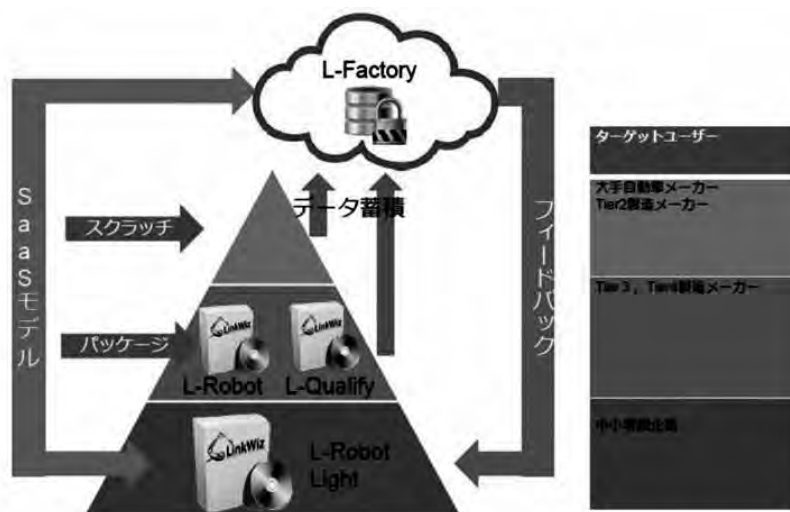 L-Factory
SaaSモデル
スクラッチ
データ蓄積
フィードバック
パッケージ
LinkWiz
LinkWiz
L-Robot
L-Qualify
LinkWiz
L-Robot
Light
ターゲットユーザー
大手自動車メーカー
Tier2製造メーカー
Tier3，Tier4製造メーカー